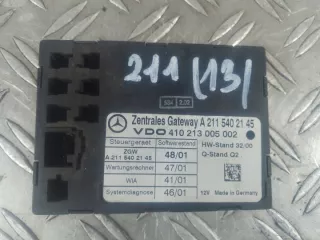 211 (13)
Zentrales Gateway A 211 540 21 45
VDO 410 213 005 002
Steuergerаet Softwarestand HW-Stand 32.00
ZGW
A 211 540 21 45 48/01 Q-Stand Q2
Wartungsrechner 47/01
WIA 41/01
Systemdiagnose 46/01 12V Made in Germany